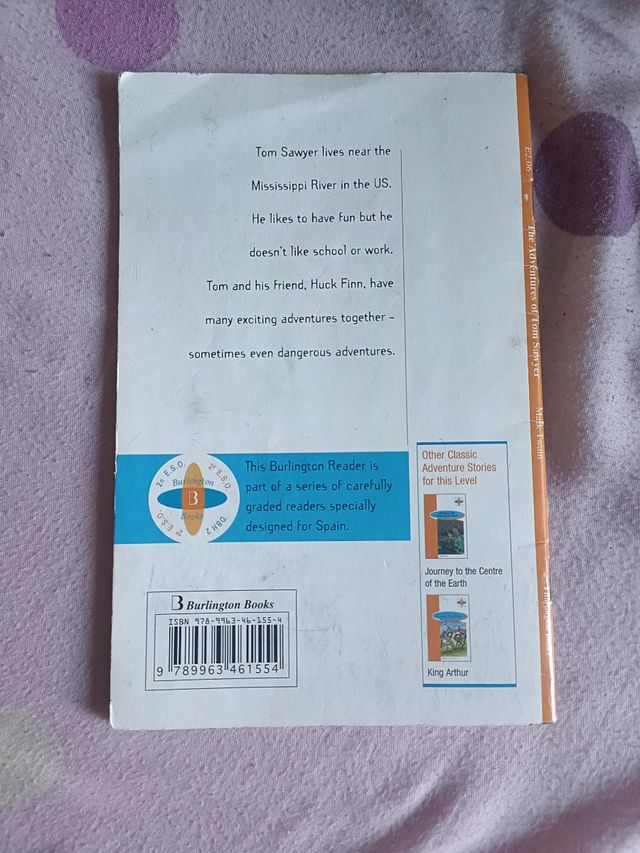 Tom Sawyer lives near the
Mississippi River in the US.
He likes to have fun but he
doesn't like school or work.
Tom and his friend, Huck Finn, have
many exciting adventures together –
sometimes even dangerous adventures.
2n E.S.O.
2º E.S.O.
2º E.S.O.
DBH 2
Burlington
B
Books
This Burlington Reader is
part of a series of carefully
graded readers specially
designed for Spain.
Other Classic
Adventure Stories
for this Level
Journey to the Centre
of the Earth
King Arthur
B Burlington Books
ISBN 978-9963-46-155-4
9 789963 461554
E2.06
The Adventures of Tom Sawyer
Mark Twain